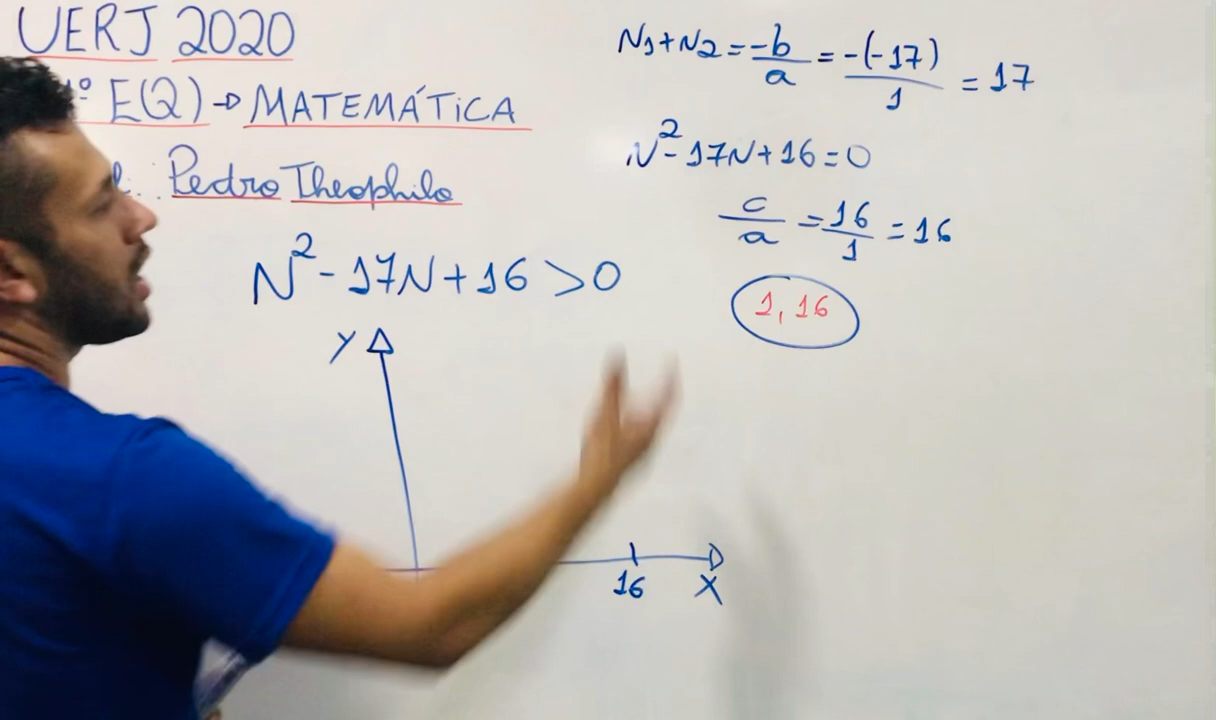 UERJ 2020
1º E(Q) → MATEMÁTICA
Pedro Theophilo
N² - 17N + 16 > 0
Y
16
X
N1 + N2 = -b/a = -(-17)/1 = 17
N² - 17N + 16 = 0
c/a = 16/1 = 16
1, 16